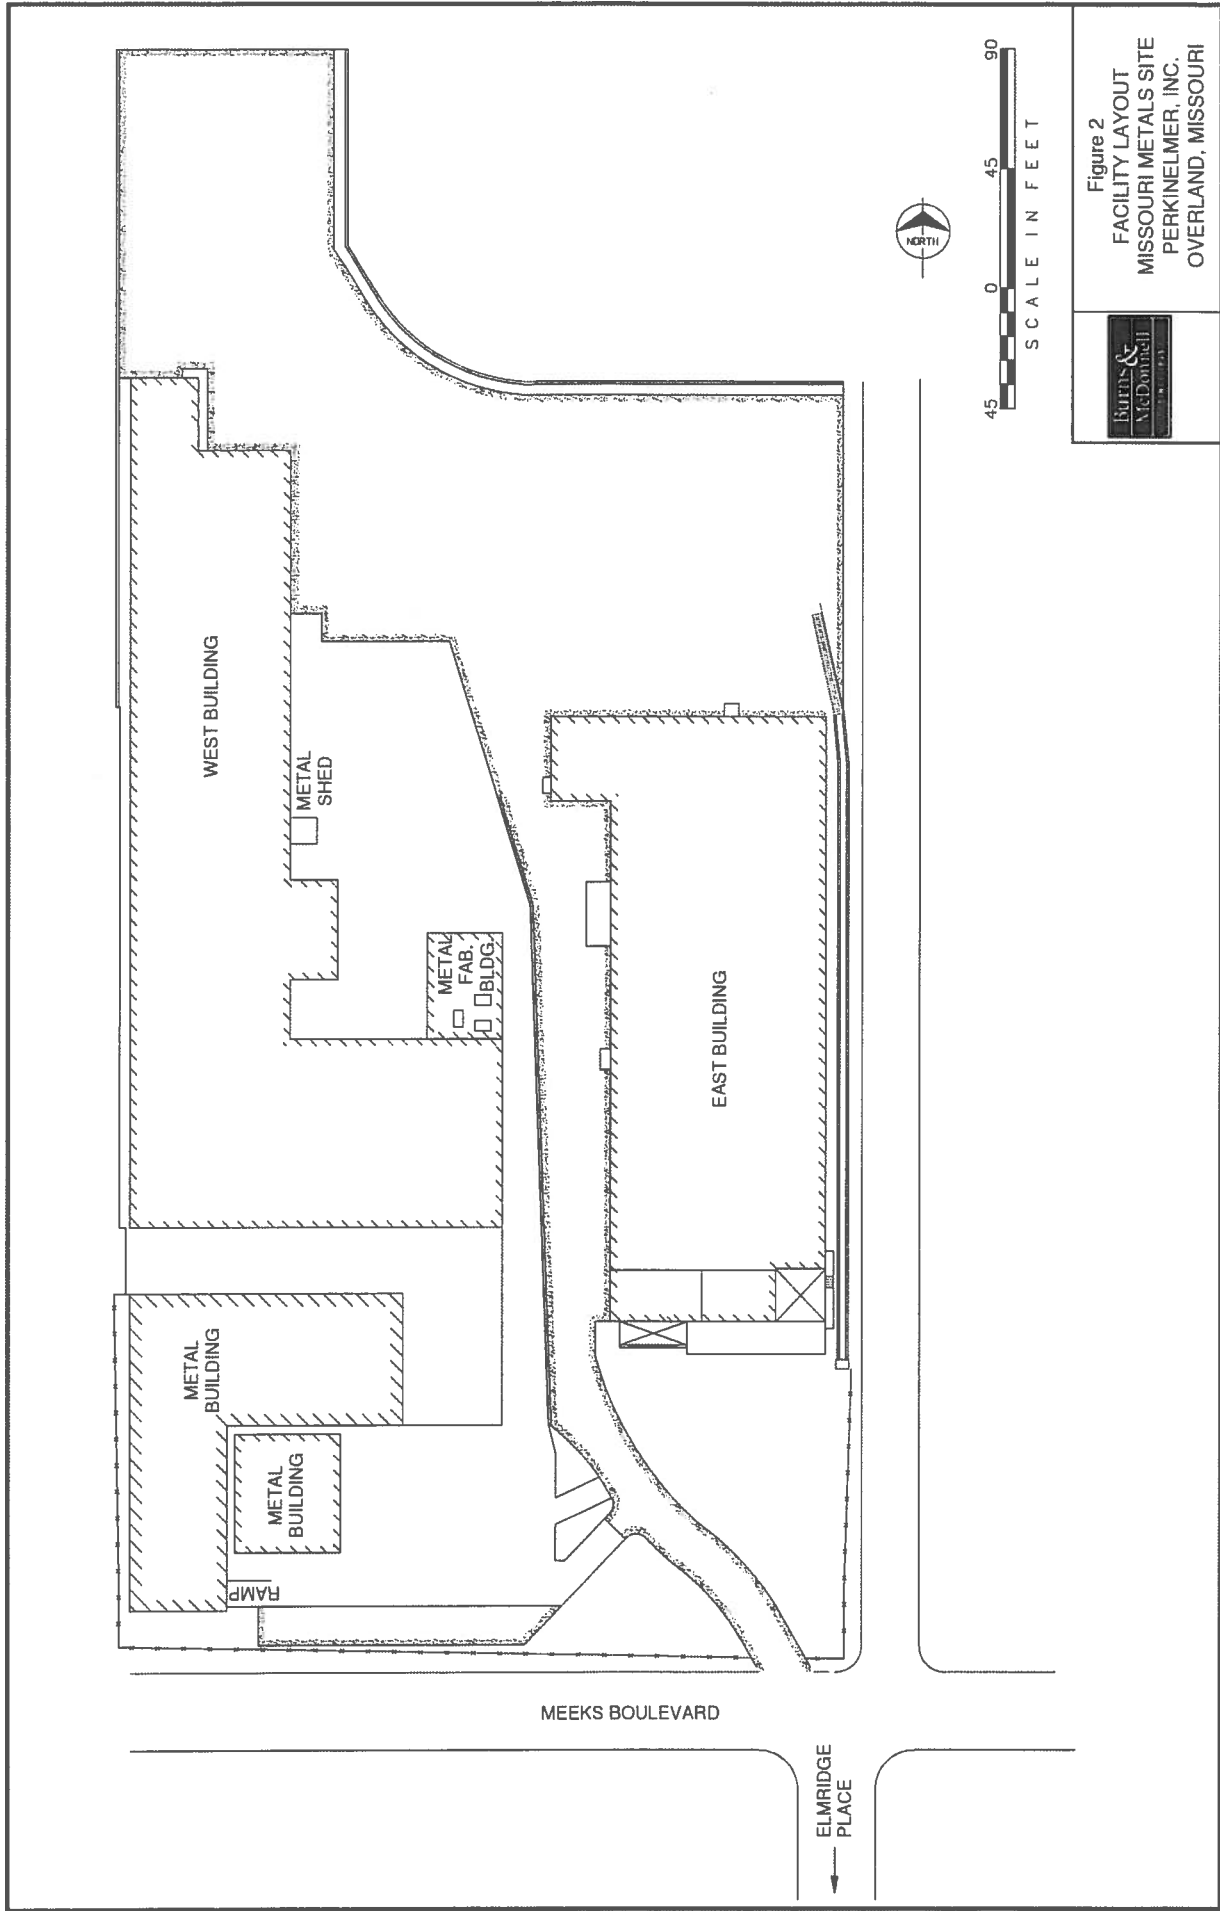 WEST BUILDING
METAL
SHED
METAL
FAB.
BLDG.
EAST BUILDING
METAL
BUILDING
METAL
BUILDING
RAMP
MEEKS BOULEVARD
ELMRIDGE
PLACE
NORTH
45 0 45 90
SCALE IN FEET
Burns &
McDonnell
Figure 2
FACILITY LAYOUT
MISSOURI METALS SITE
PERKINELMER, INC.
OVERLAND, MISSOURI